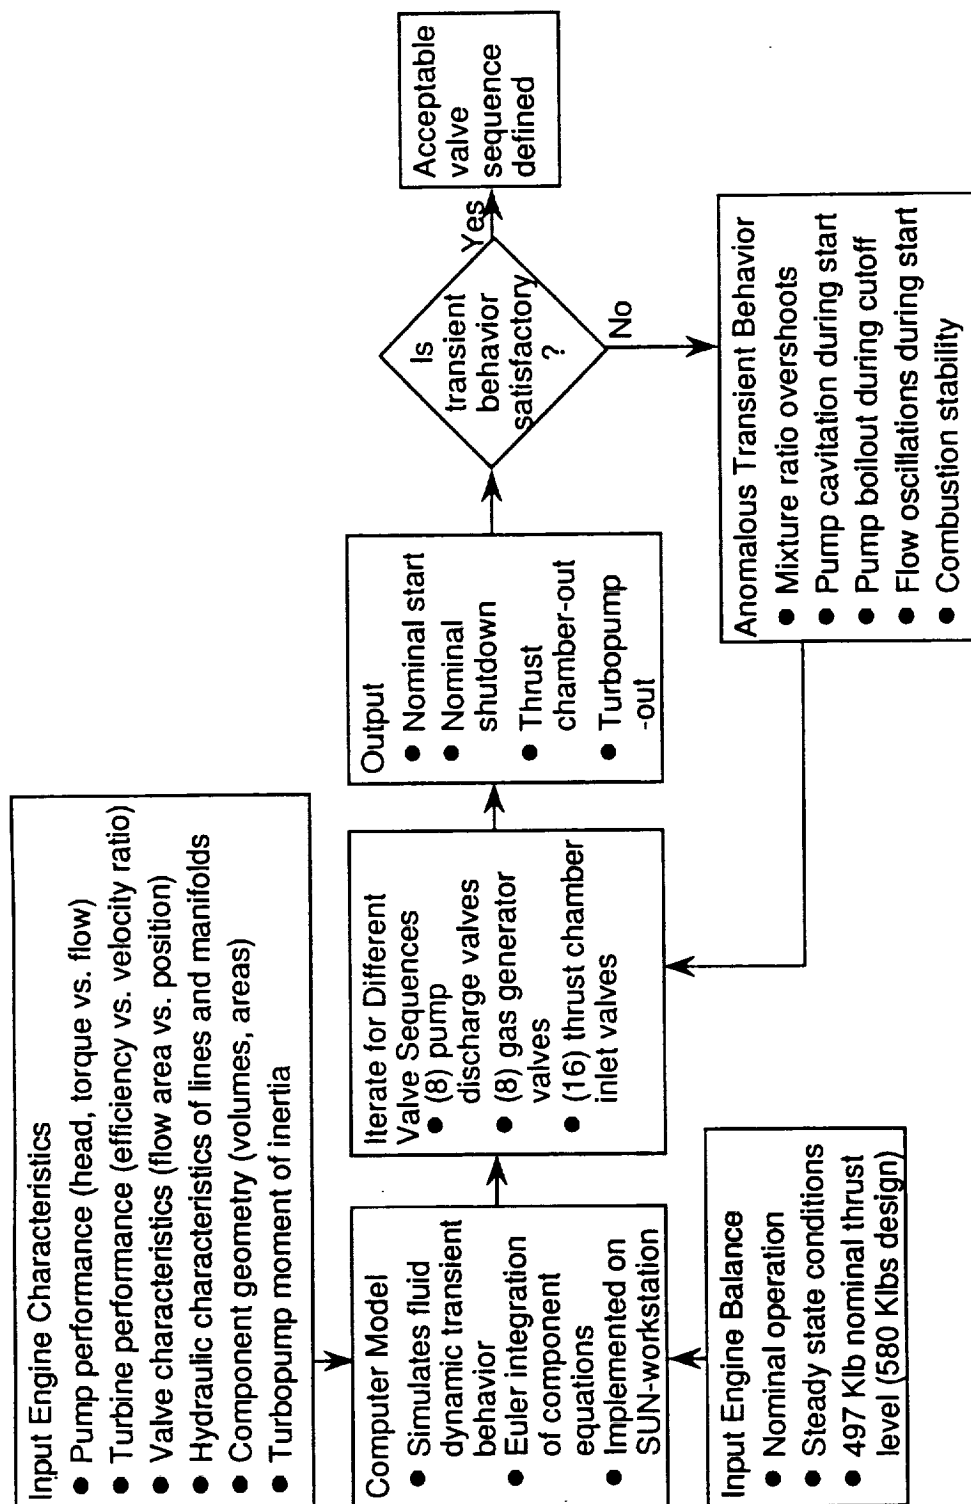 Input Engine Characteristics
● Pump performance (head, torque vs. flow)
● Turbine performance (efficiency vs. velocity ratio)
● Valve characteristics (flow area vs. position)
● Hydraulic characteristics of lines and manifolds
● Component geometry (volumes, areas)
● Turbopump moment of inertia
Computer Model
● Simulates fluid
dynamic transient
behavior
● Euler integration
of component
equations
● Implemented on
SUN-workstation
Input Engine Balance
● Nominal operation
● Steady state conditions
● 497 Klb nominal thrust
level (580 Klbs design)
Iterate for Different
Valve Sequences
● (8) pump
discharge valves
● (8) gas generator
valves
● (16) thrust chamber
inlet valves
Output
● Nominal start
● Nominal
shutdown
● Thrust
chamber-out
● Turbopump
-out
Is
transient
behavior
satisfactory
?
Yes
No
Acceptable
valve
sequence
defined
Anomalous Transient Behavior
● Mixture ratio overshoots
● Pump cavitation during start
● Pump boilout during cutoff
● Flow oscillations during start
● Combustion stability